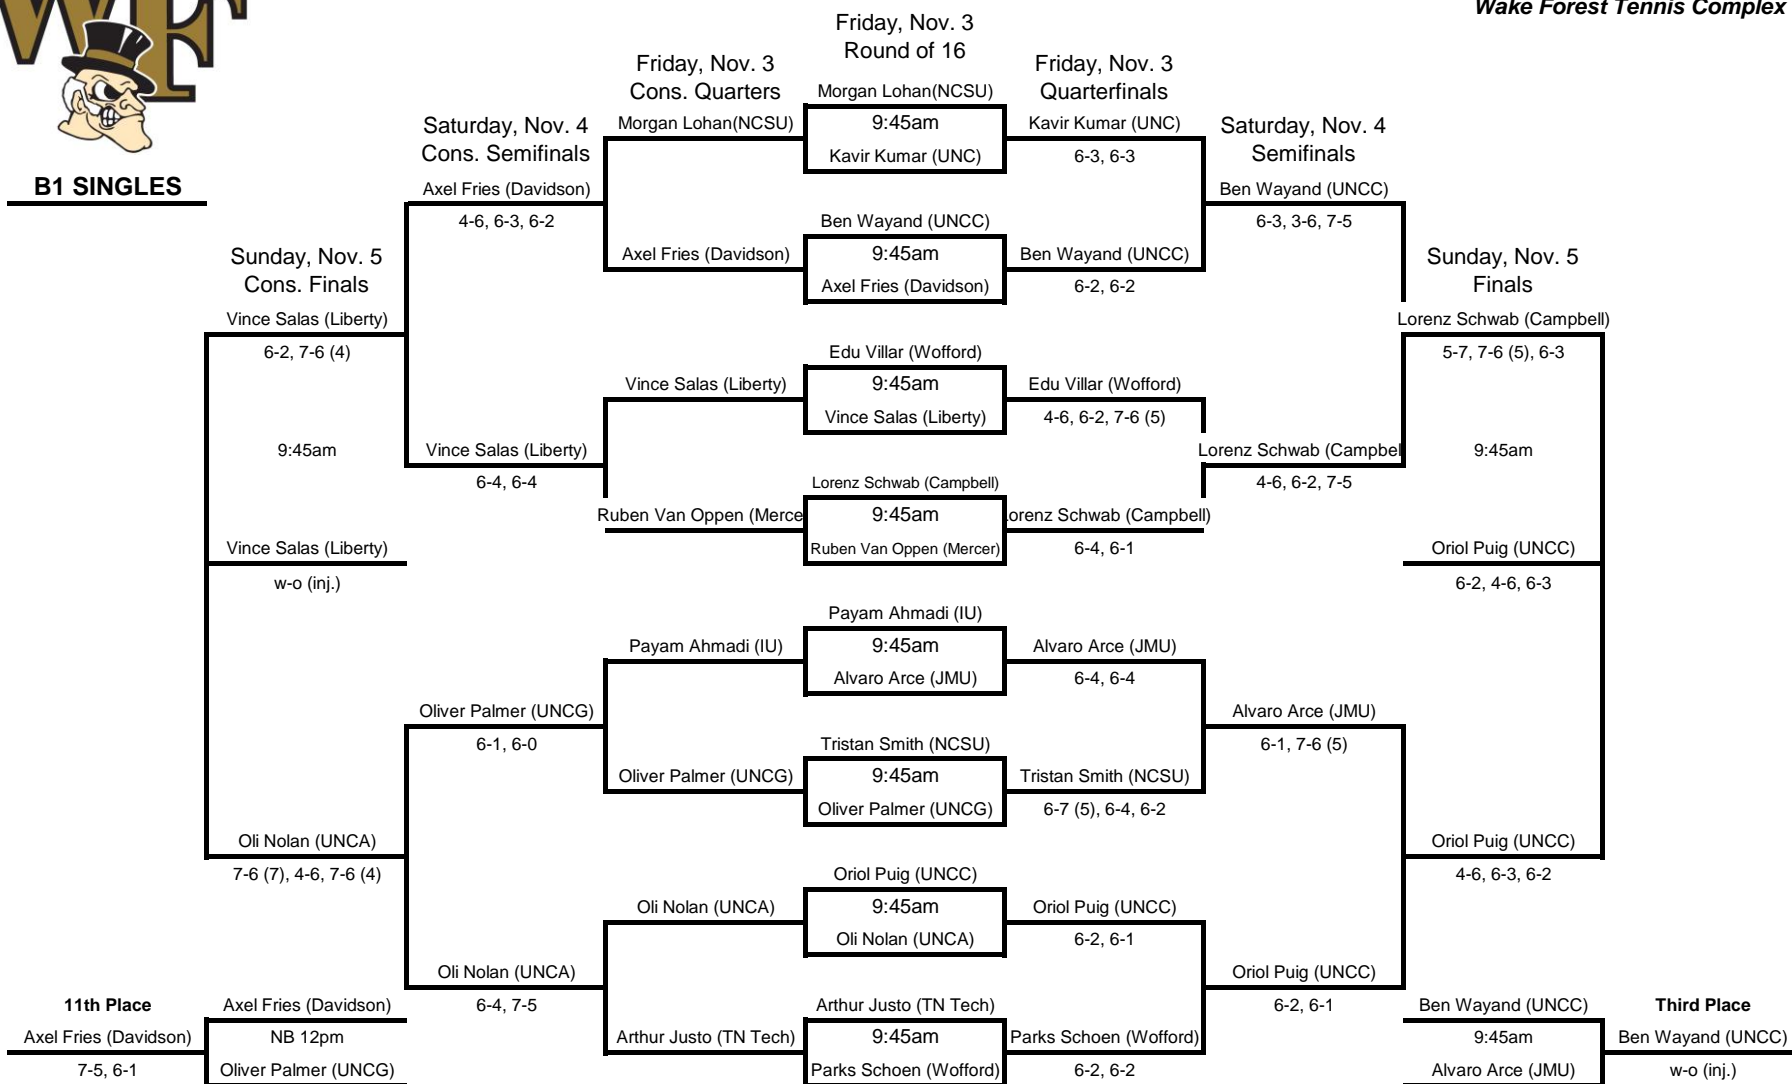 WF
Wake Forest Tennis Complex
B1 SINGLES
Sunday, Nov. 5
Cons. Finals
Vince Salas (Liberty)
6-2, 7-6 (4)
9:45am
Vince Salas (Liberty)
w-o (inj.)
Oli Nolan (UNCA)
7-6 (7), 4-6, 7-6 (4)
11th Place
Axel Fries (Davidson)
7-5, 6-1
Axel Fries (Davidson)
NB 12pm
Oliver Palmer (UNCG)
Saturday, Nov. 4
Cons. Semifinals
Axel Fries (Davidson)
4-6, 6-3, 6-2
Vince Salas (Liberty)
6-4, 6-4
Oliver Palmer (UNCG)
6-1, 6-0
Oli Nolan (UNCA)
6-4, 7-5
Friday, Nov. 3
Cons. Quarters
Morgan Lohan(NCSU)
Axel Fries (Davidson)
Vince Salas (Liberty)
Ruben Van Oppen (Merce
Payam Ahmadi (IU)
Oliver Palmer (UNCG)
Oli Nolan (UNCA)
Arthur Justo (TN Tech)
Friday, Nov. 3
Round of 16
Morgan Lohan(NCSU)
9:45am
Kavir Kumar (UNC)
Ben Wayand (UNCC)
9:45am
Axel Fries (Davidson)
Edu Villar (Wofford)
9:45am
Vince Salas (Liberty)
Lorenz Schwab (Campbell)
9:45am
Ruben Van Oppen (Mercer)
Payam Ahmadi (IU)
9:45am
Alvaro Arce (JMU)
Tristan Smith (NCSU)
9:45am
Oliver Palmer (UNCG)
Oriol Puig (UNCC)
9:45am
Oli Nolan (UNCA)
Arthur Justo (TN Tech)
9:45am
Parks Schoen (Wofford)
Friday, Nov. 3
Quarterfinals
Kavir Kumar (UNC)
6-3, 6-3
Ben Wayand (UNCC)
6-2, 6-2
Edu Villar (Wofford)
4-6, 6-2, 7-6 (5)
orenz Schwab (Campbell)
6-4, 6-1
Alvaro Arce (JMU)
6-4, 6-4
Tristan Smith (NCSU)
6-7 (5), 6-4, 6-2
Oriol Puig (UNCC)
6-2, 6-1
Parks Schoen (Wofford)
6-2, 6-2
Saturday, Nov. 4
Semifinals
Ben Wayand (UNCC)
6-3, 3-6, 7-5
Lorenz Schwab (Campbel
4-6, 6-2, 7-5
Alvaro Arce (JMU)
6-1, 7-6 (5)
Oriol Puig (UNCC)
6-2, 6-1
Sunday, Nov. 5
Finals
Lorenz Schwab (Campbell)
5-7, 7-6 (5), 6-3
9:45am
Oriol Puig (UNCC)
6-2, 4-6, 6-3
Oriol Puig (UNCC)
4-6, 6-3, 6-2
Ben Wayand (UNCC)
9:45am
Alvaro Arce (JMU)
Third Place
Ben Wayand (UNCC)
w-o (inj.)